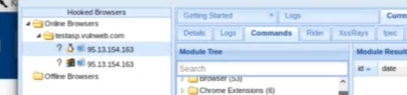 Hooked Browsers
Online Browsers
testasp.vulnweb.com
? 95.13.154.163
? 95.13.154.163
Offline Browsers
Getting Started
Logs
Curre
Details Logs Commands Rider XssRays Ipec
Module Tree
Module Result
Search
id date
Browser (53)
Chrome Extensions (6)